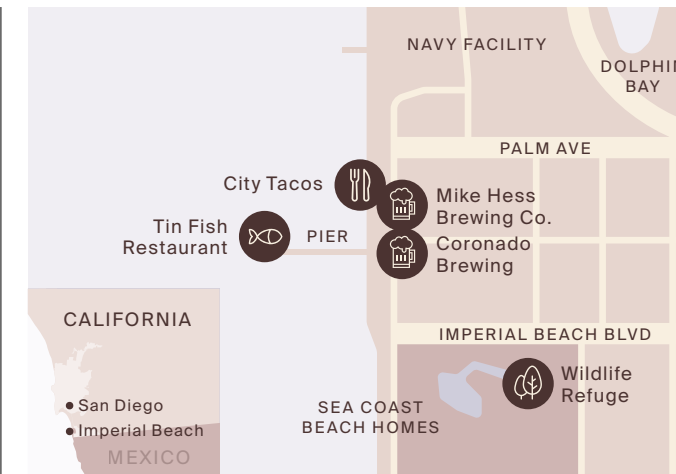 NAVY FACILITY
DOLPHIN
BAY
PALM AVE
City Tacos
Mike Hess
Brewing Co.
Tin Fish
Restaurant
PIER
Coronado
Brewing
CALIFORNIA
IMPERIAL BEACH BLVD
Wildlife
Refuge
San Diego
Imperial Beach
SEA COAST
BEACH HOMES
MEXICO